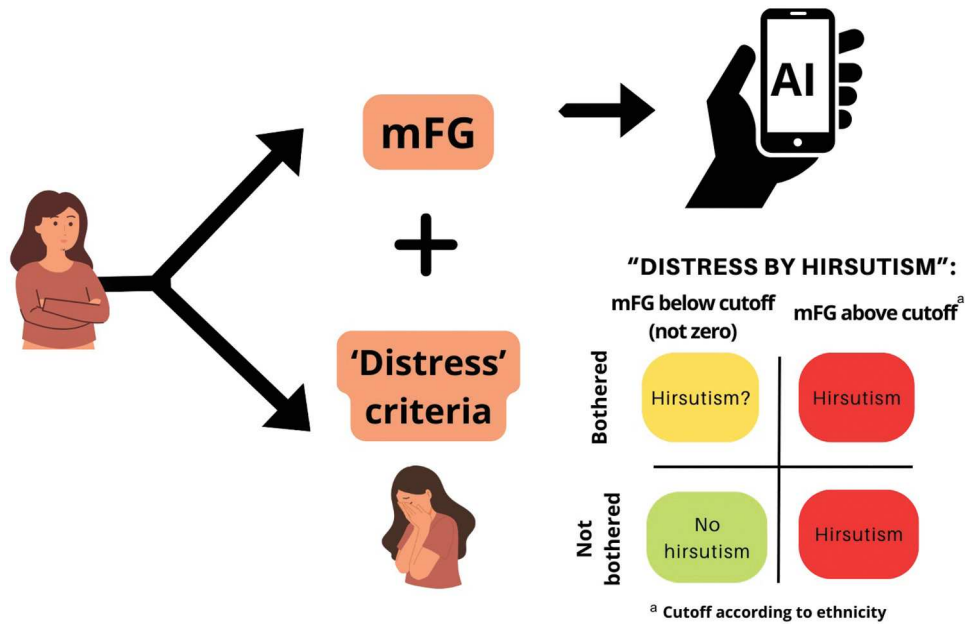 mFG
AI
‘Distress’
criteria
“DISTRESS BY HIRSUTISM”:
mFG below cutoff
(not zero)
mFG above cutoffᵃ
Bothered
Hirsutism?
Hirsutism
Not
bothered
No
hirsutism
Hirsutism
ᵃ Cutoff according to ethnicity